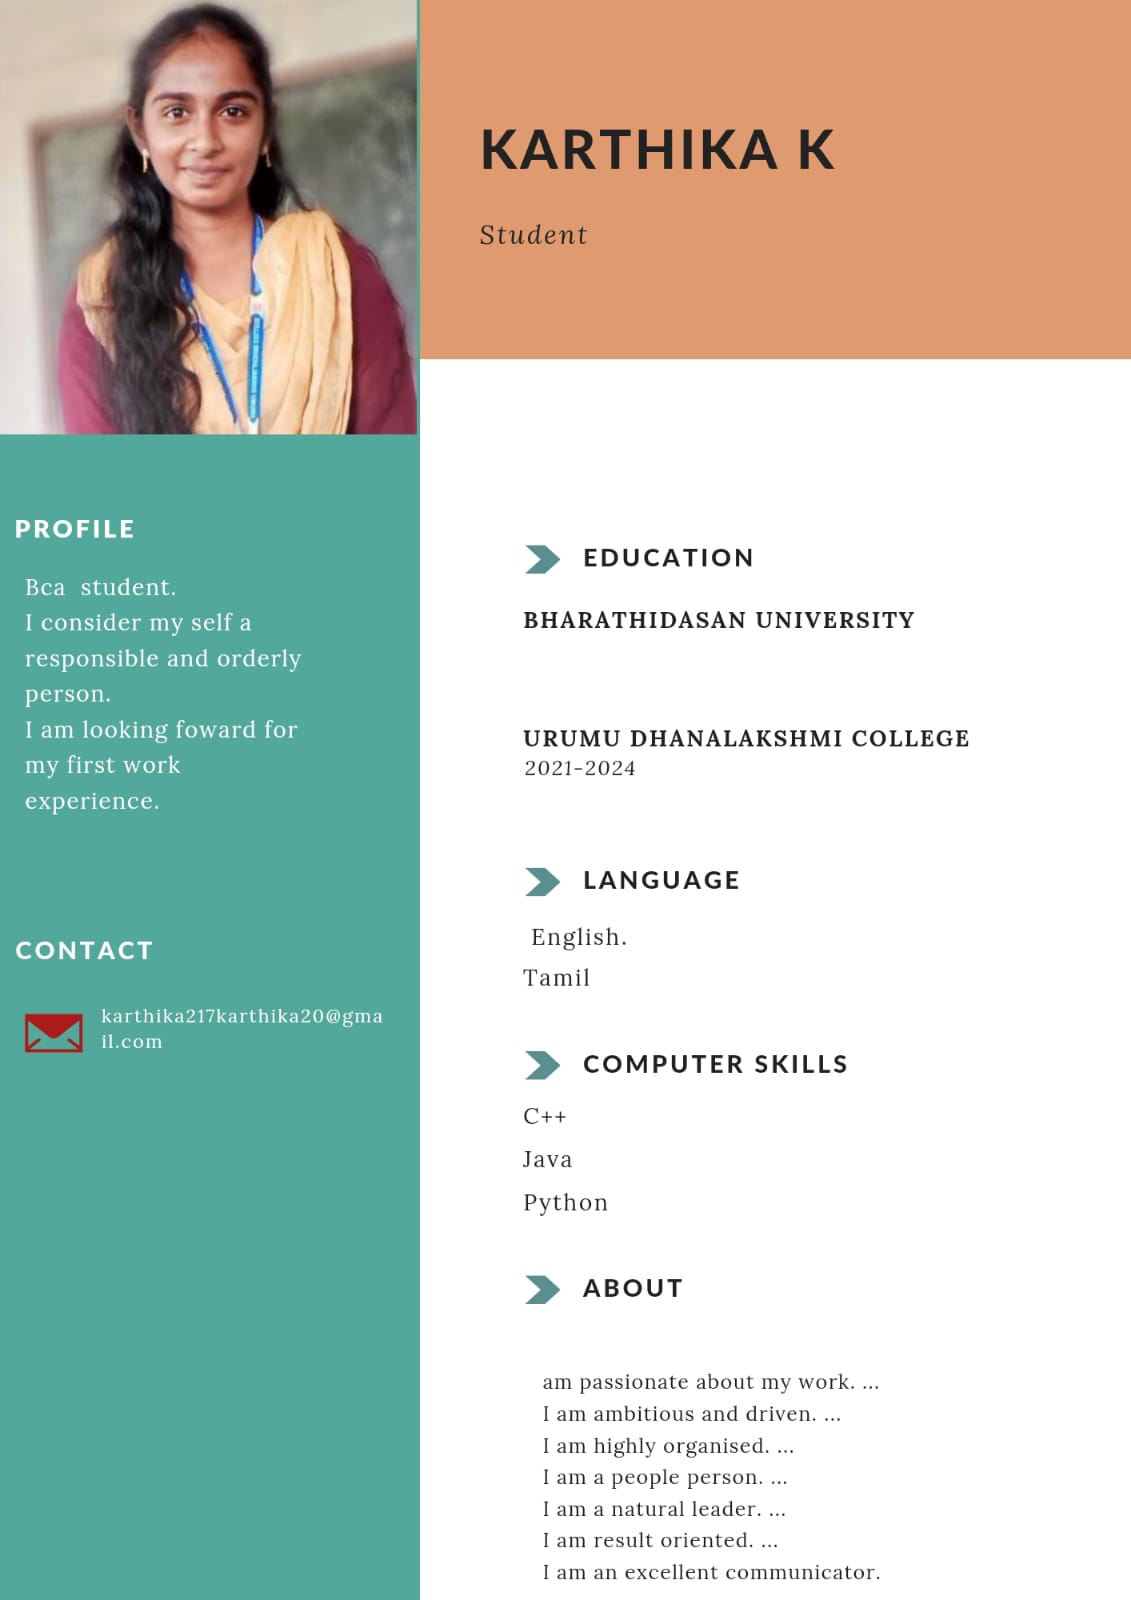 KARTHIKA K
Student
PROFILE
Bca  student.
I consider my self a
responsible and orderly
person.
I am looking foward for
my first work
experience.
CONTACT
karthika217karthika20@gma
il.com
EDUCATION
BHARATHIDASAN UNIVERSITY
URUMU DHANALAKSHMI COLLEGE
2021-2024
LANGUAGE
English.
Tamil
COMPUTER SKILLS
C++
Java
Python
ABOUT
am passionate about my work. ...
I am ambitious and driven. ...
I am highly organised. ...
I am a people person. ...
I am a natural leader. ...
I am result oriented. ...
I am an excellent communicator.